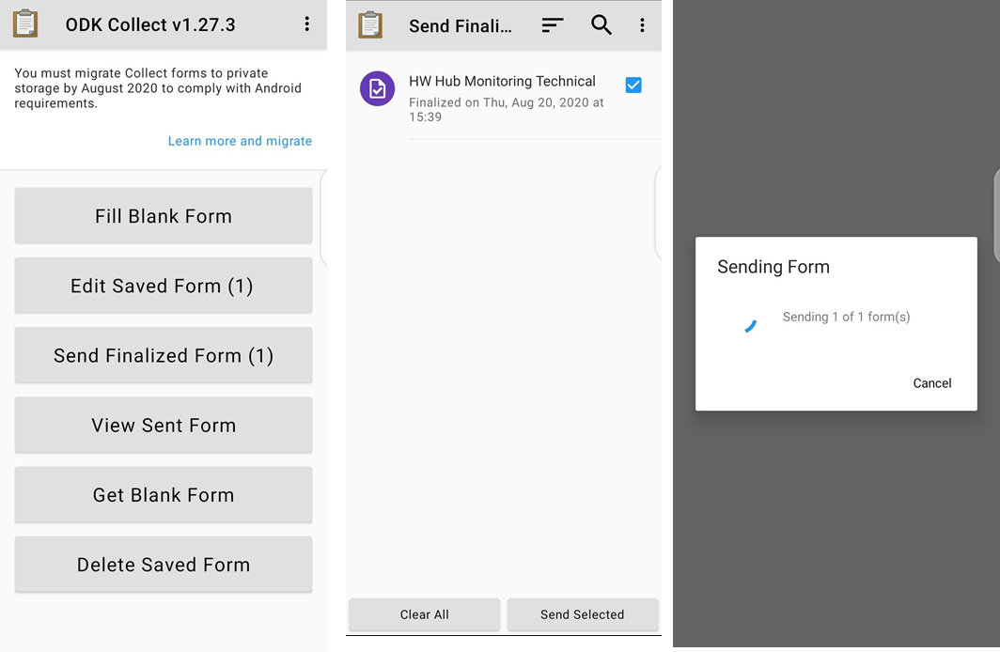 ODK Collect v1.27.3
You must migrate Collect forms to private
storage by August 2020 to comply with Android
requirements.
Learn more and migrate
Fill Blank Form
Edit Saved Form (1)
Send Finalized Form (1)
View Sent Form
Get Blank Form
Delete Saved Form
Send Finali...
HW Hub Monitoring Technical
Finalized on Thu, Aug 20, 2020 at
15:39
Clear All
Send Selected
Sending Form
Sending 1 of 1 form(s)
Cancel